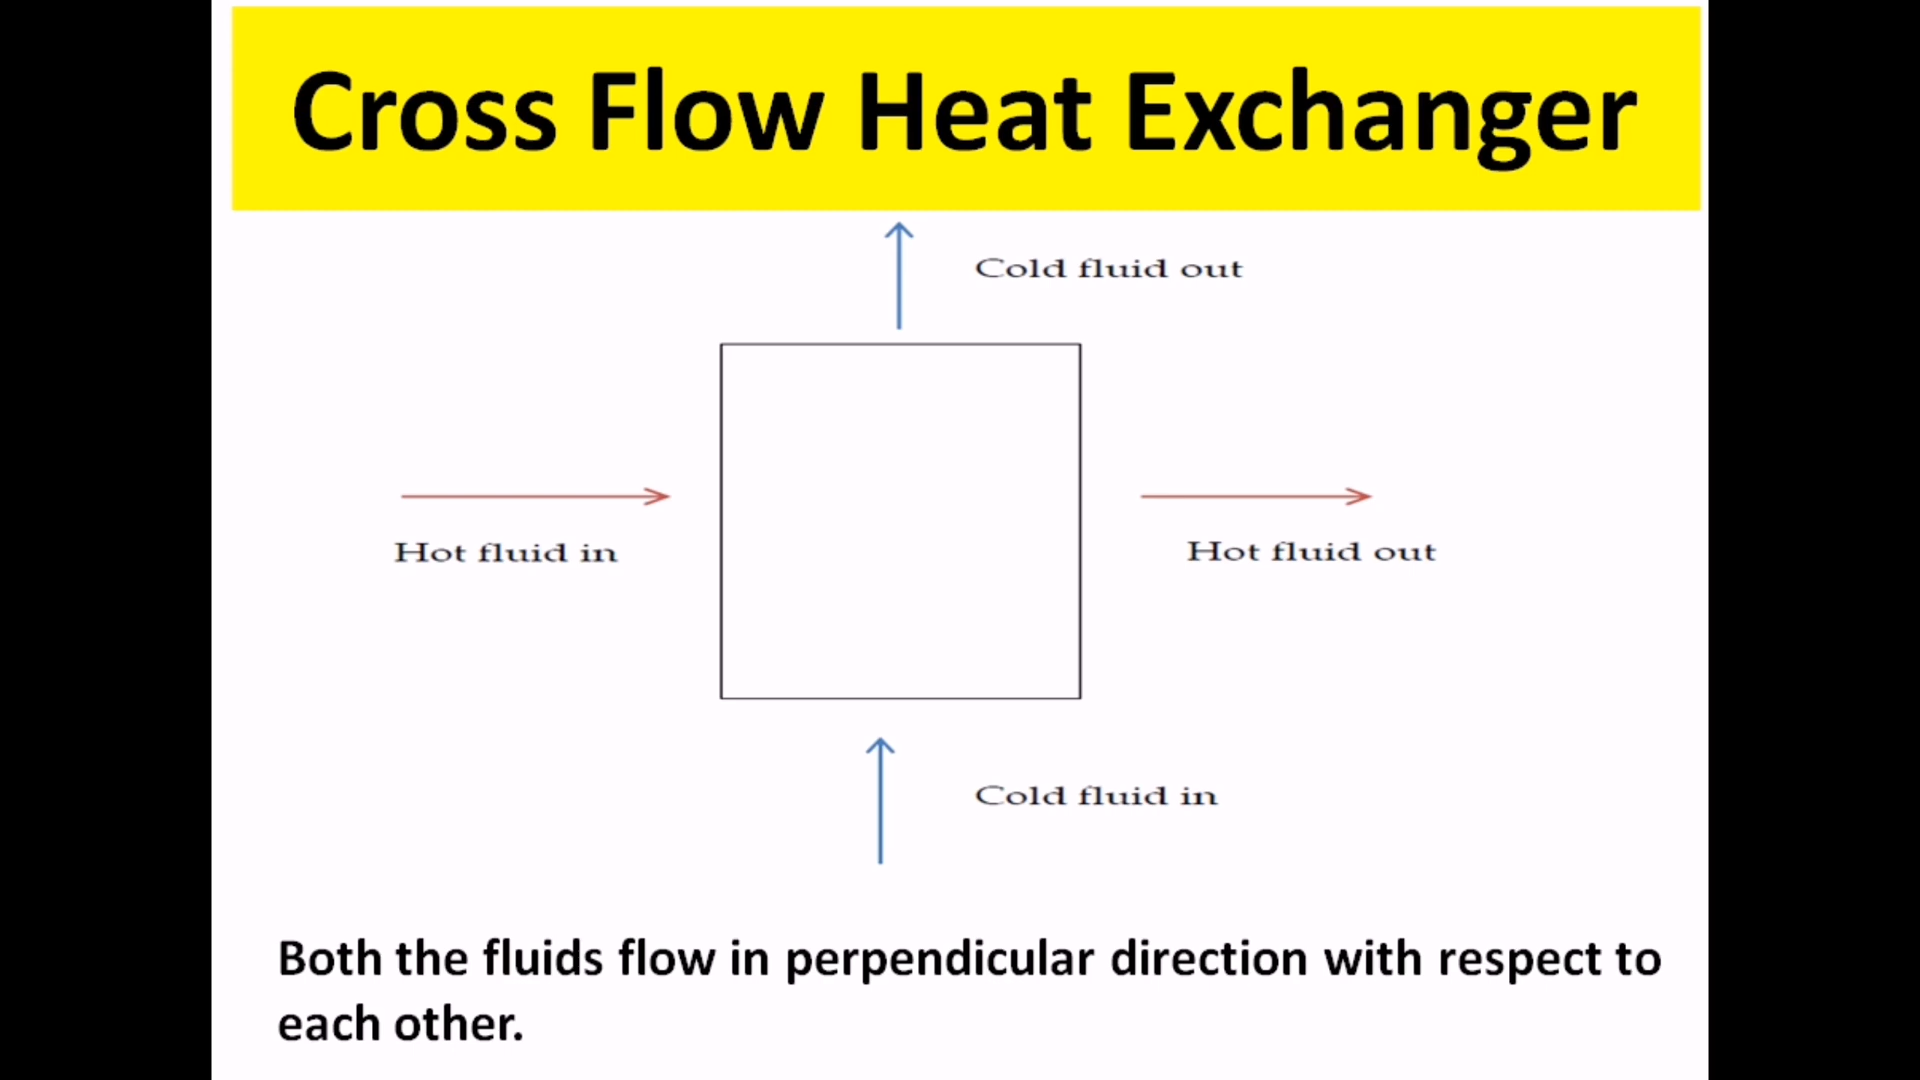 Cross Flow Heat Exchanger
Cold fluid out
Hot fluid in
Hot fluid out
Cold fluid in
Both the fluids flow in perpendicular direction with respect to
each other.